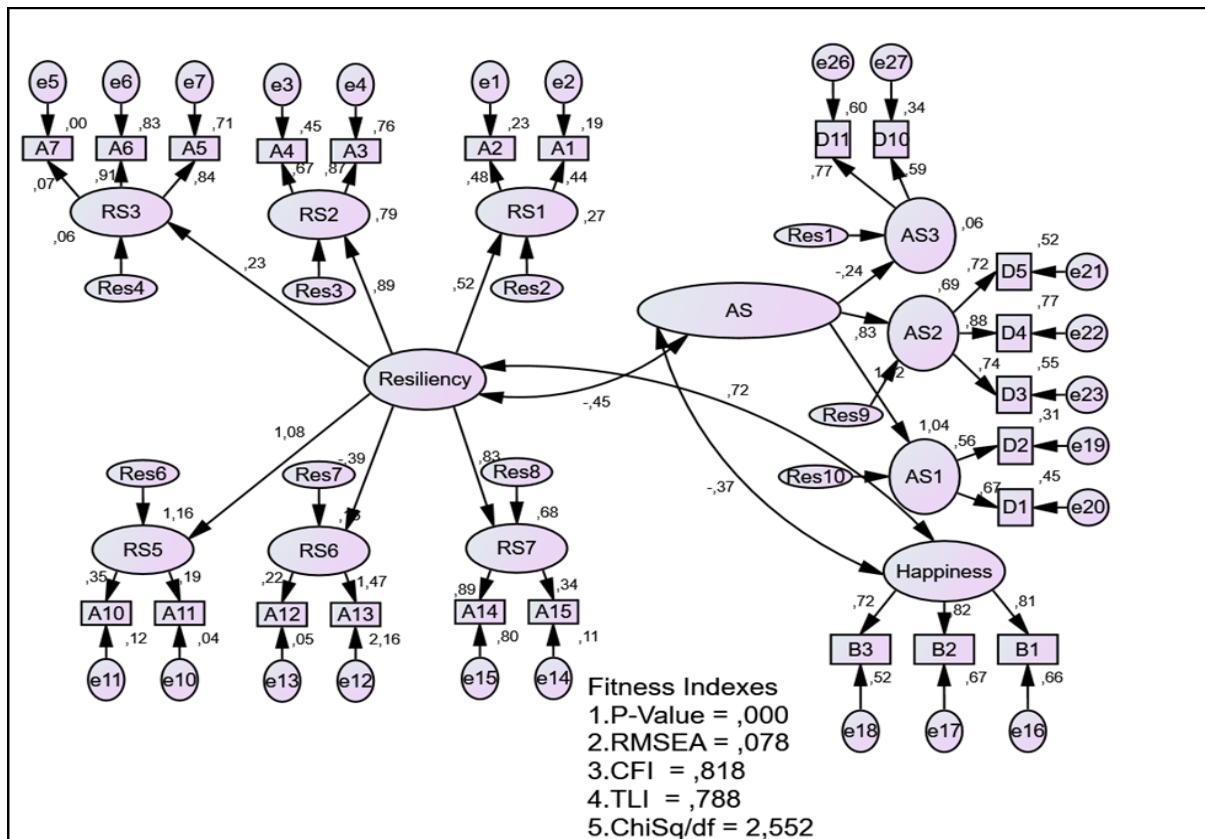 e5 e6 e7 e3 e4 e1 e2 e26 e27
,00 ,83 ,71 ,45 ,76 ,23 ,19 ,60 ,34
A7 A6 A5 A4 A3 A2 A1 D11 D10
,07 ,91 ,84 ,67 ,87 ,48 ,44 ,77 ,59
RS3 RS2 RS1
,06 ,79 ,27
Res4 Res3 Res2
,23 ,89 ,52
Res1 AS3 ,06
-,24
AS
,83
,69 AS2
,72 D5 ,52 e21
,88 D4 ,77 e22
,74 D3 ,55 e23
Res9
Resiliency
-,45
,72
-,37
1,04
Res10 AS1
,56 D2 ,31 e19
,67 D1 ,45 e20
1,08 -,39 ,83
Res6 Res7 Res8
1,16 ,68
RS5 RS6 RS7
,35 ,19 ,22 1,47 ,89 ,34
A10 A11 A12 A13 A14 A15
,12 ,04 ,05 2,16 ,80 ,11
e11 e10 e13 e12 e15 e14
Happiness
,72 ,82 ,81
B3 B2 B1
,52 ,67 ,66
e18 e17 e16
Fitness Indexes
1.P-Value = ,000
2.RMSEA = ,078
3.CFI = ,818
4.TLI = ,788
5.ChiSq/df = 2,552